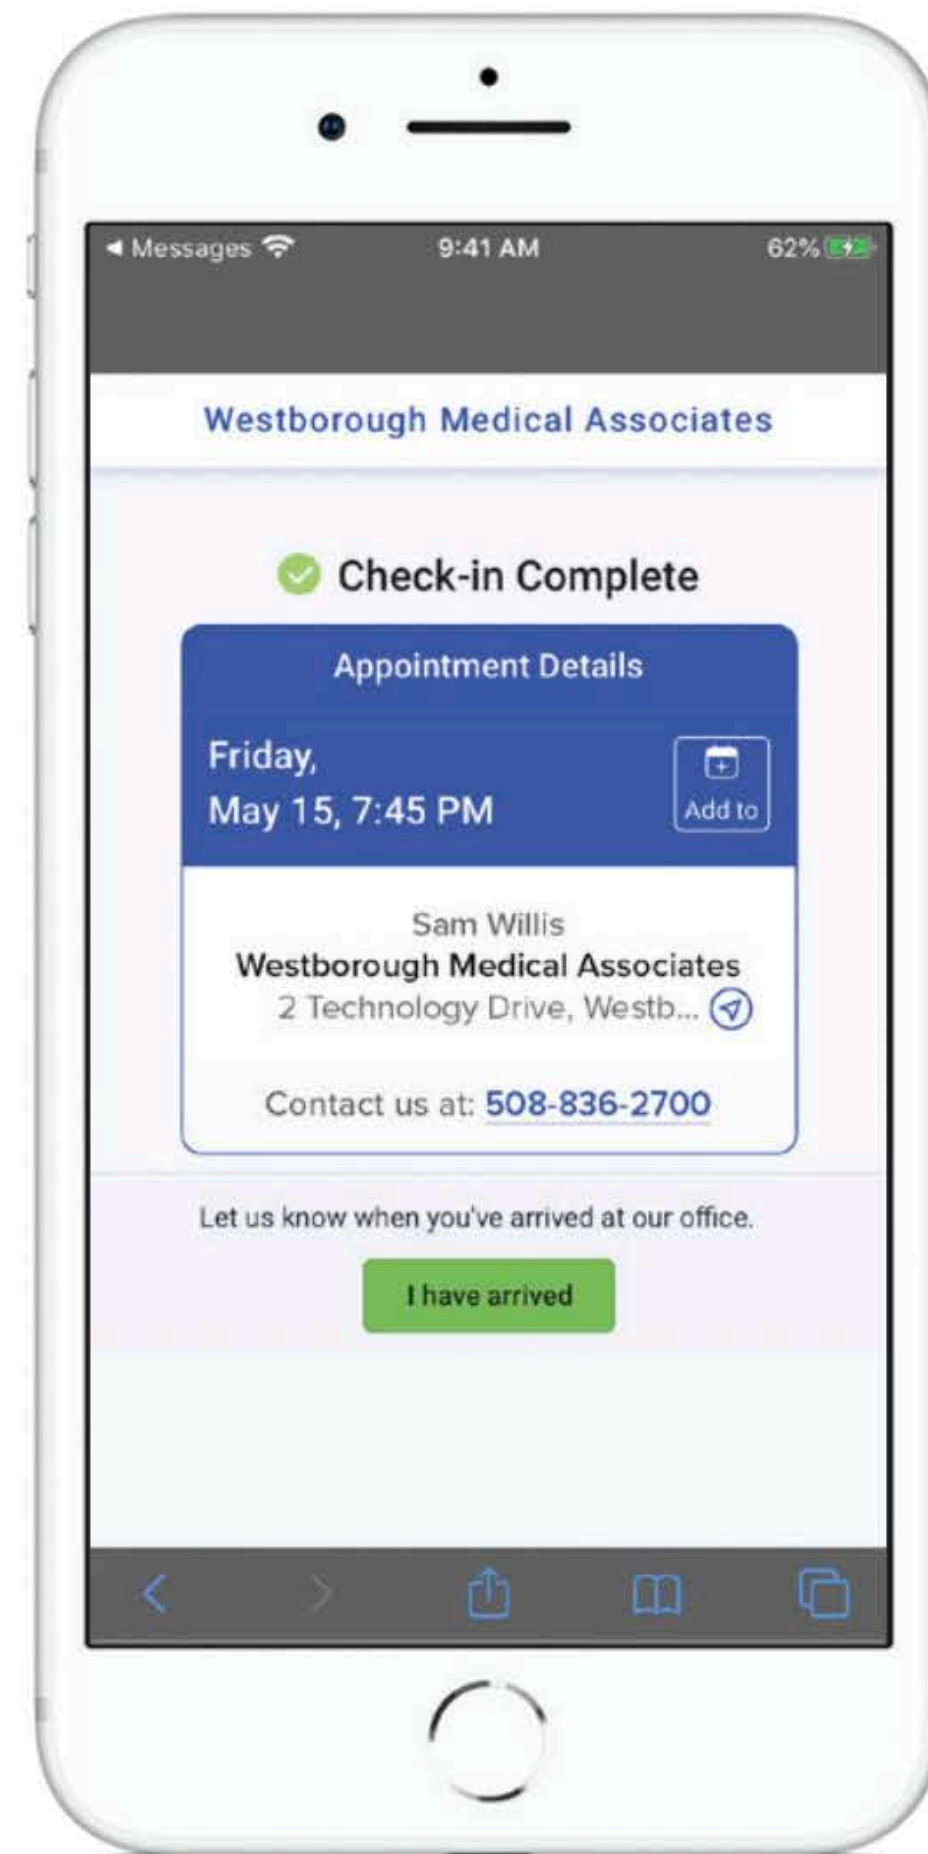 Messages 9:41 AM 62%
Westborough Medical Associates
Check-in Complete
Appointment Details
Friday,
May 15, 7:45 PM
Add to
Sam Willis
Westborough Medical Associates
2 Technology Drive, Westb...
Contact us at: 508-836-2700
Let us know when you've arrived at our office.
I have arrived